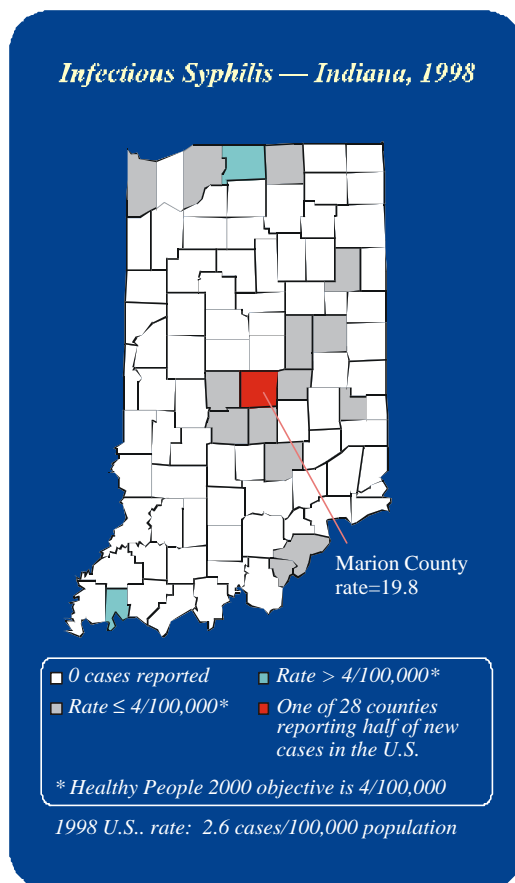 Infectious Syphilis — Indiana, 1998
Marion County
rate=19.8
0 cases reported
Rate > 4/100,000*
Rate ≤ 4/100,000*
One of 28 counties
reporting half of new
cases in the U.S.
* Healthy People 2000 objective is 4/100,000
1998 U.S.. rate: 2.6 cases/100,000 population